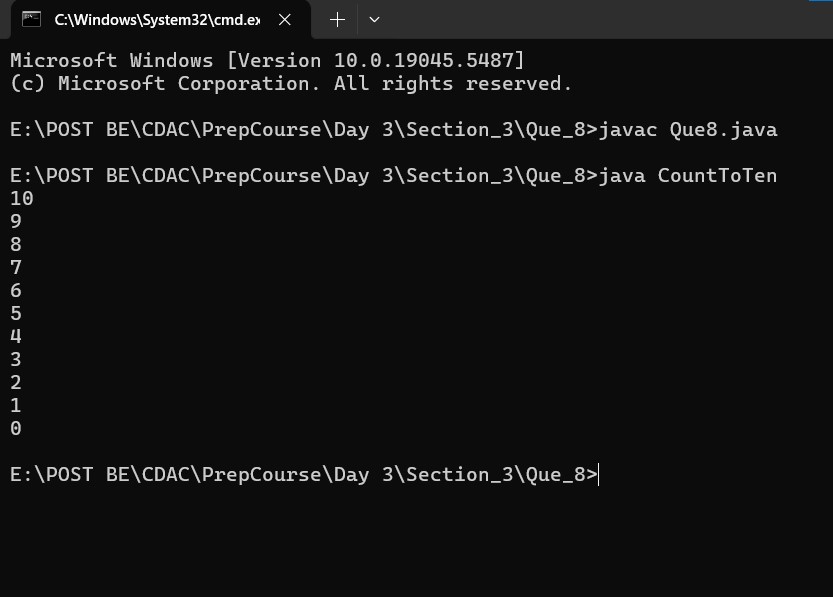 C:\Windows\System32\cmd.ex
Microsoft Windows [Version 10.0.19045.5487]
(c) Microsoft Corporation. All rights reserved.
E:\POST BE\CDAC\PrepCourse\Day 3\Section_3\Que_8>javac Que8.java
E:\POST BE\CDAC\PrepCourse\Day 3\Section_3\Que_8>java CountToTen
10
9
8
7
6
5
4
3
2
1
0
E:\POST BE\CDAC\PrepCourse\Day 3\Section_3\Que_8>